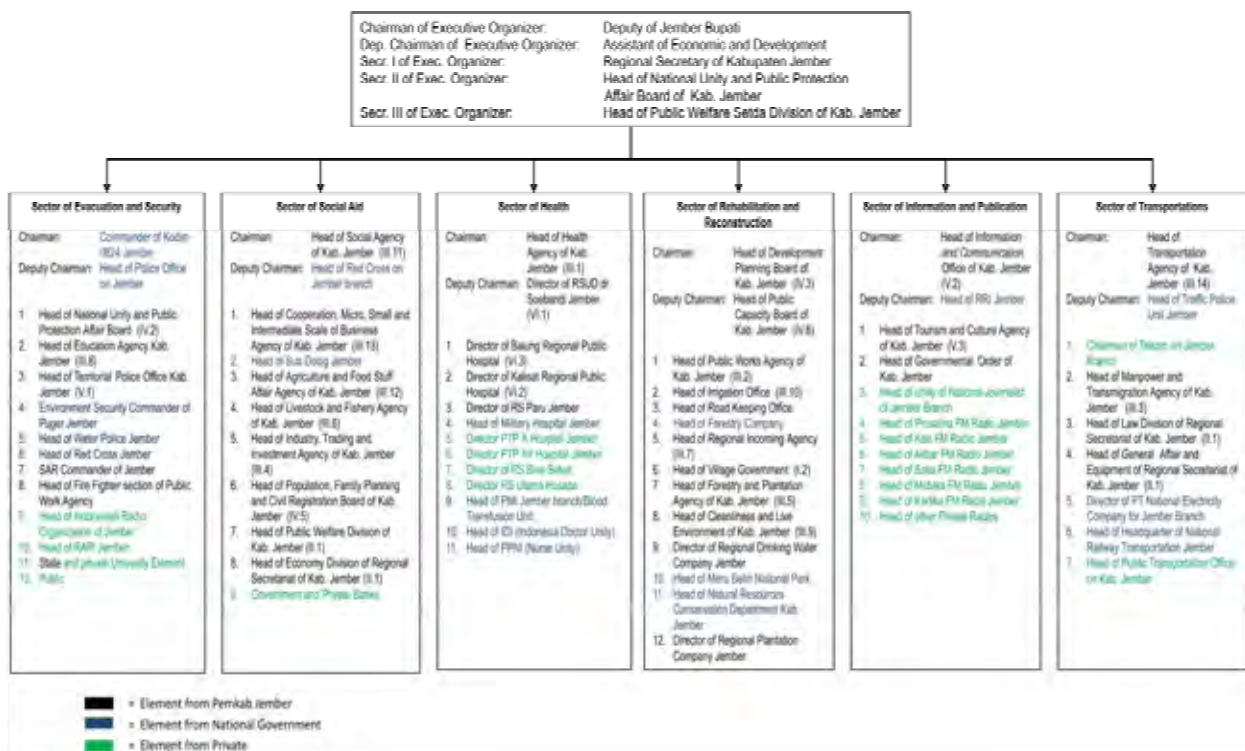 Chairman of Executive Organizer: Deputy of Jember Bupati
Dep. Chairman of Executive Organizer: Assistant of Economic and Development
Secr. I of Exec. Organizer: Regional Secretary of Kabupaten Jember
Secr. II of Exec. Organizer: Head of National Unity and Public Protection
Affair Board of Kab. Jember
Secr. III of Exec. Organizer: Head of Public Welfare Setda Division of Kab. Jember
Sector of Evacuation and Security
Chairman: Commander of Kodim
0824 Jember
Deputy Chairman: Head of Police Office
on Jember
1. Head of National Unity and Public
Protection Affair Board (IV.2)
2. Head of Education Agency Kab.
Jember (III.8)
3. Head of Territorial Police Office Kab.
Jember (V.1)
4. Environment Security Commander of
Puger Jember
5. Head of Water Police Jember
6. Head of Red Cross Jember
7. SAR Commander of Jember
8. Head of Fire Fighter section of Public
Work Agency
9. Head of Indonesian Radio
Organization of Jember
10. Head of RAPI Jember
11. State and private University Element
12. Public
Sector of Social Aid
Chairman: Head of Social Agency
of Kab. Jember (III.11)
Deputy Chairman: Head of Red Cross on
Jember branch
1. Head of Cooperation, Micro, Small and
Intermediate Scale of Business
Agency of Kab. Jember (III.13)
2. Head of Sub Dolog Jember
3. Head of Agriculture and Food Stuff
Affair Agency of Kab. Jember (III.12)
4. Head of Livestock and Fishery Agency
of Kab. Jember (III.6)
5. Head of Industry, Trading and
Investment Agency of Kab. Jember
(III.4)
6. Head of Population, Family Planning
and Civil Registration Board of Kab.
Jember (IV.5)
7. Head of Public Welfare Division of
Kab. Jember (II.1)
8. Head of Economy Division of Regional
Secretariat of Kab. Jember (II.1)
9. Government and Private Banks
Sector of Health
Chairman: Head of Health
Agency of Kab.
Jember (III.1)
Deputy Chairman: Director of RSUD dr
Soebandi Jember
(VI.1)
1. Director of Balung Regional Public
Hospital (VI.3)
2. Director of Kalisat Regional Public
Hospital (VI.2)
3. Director of RS Paru Jember
4. Head of Military Hospital Jember
5. Director PTP X Hospital Jember
6. Director PTP XII Hospital Jember
7. Director of RS Bina Sehat
8. Director of RS Utama Husada
9. Head of PMI Jember branch/Blood
Transfusion Unit
10. Head of IDI (Indonesia Doctor Unity)
11. Head of PPNI (Nurse Unity)
Sector of Rehabilitation and
Reconstruction
Chairman: Head of Development
Planning Board of
Kab. Jember (IV.3)
Deputy Chairman: Head of Public
Capacity Board of
Kab. Jember (IV.6)
1. Head of Public Works Agency of
Kab. Jember (III.2)
2. Head of Irrigation Office (III.10)
3. Head of Road Keeping Office
4. Head of Forestry Company
5. Head of Regional Incoming Agency
(III.7)
6. Head of Village Government (I.2)
7. Head of Forestry and Plantation
Agency of Kab. Jember (III.5)
8. Head of Cleanliness and Live
Environment of Kab. Jember (III.9)
9. Director of Regional Drinking Water
Company Jember
10. Head of Meru Betiri National Park
11. Head of Natural Resources
Conservation Department Kab.
Jember
12. Director of Regional Plantation
Company Jember
Sector of Information and Publication
Chairman: Head of Information
and Communication
Office of Kab. Jember
(V.2)
Deputy Chairman: Head of RRI Jember
1. Head of Tourism and Culture Agency
of Kab. Jember (V.3)
2. Head of Governmental Order of
Kab. Jember
3. Head of Unity of National Journalist
of Jember Branch
4. Head of Prosalina FM Radio Jember
5. Head of Kiss FM Radio Jember
6. Head of Akbar FM Radio Jember
7. Head of Soka FM Radio Jember
8. Head of Mutiara FM Radio Jember
9. Head of Kartika FM Radio Jember
10. Head of other Private Radios
Sector of Transportations
Chairman: Head of
Transportation
Agency of Kab.
Jember (III.14)
Deputy Chairman: Head of Traffic Police
Unit Jember
1. Chairman of Telkom on Jember
Branch
2. Head of Manpower and
Transmigration Agency of Kab.
Jember (III.3)
3. Head of Law Division of Regional
Secretariat of Kab. Jember (II.1)
4. Head of General Affair and
Equipment of Regional Secretariat of
Kab. Jember (II.1)
5. Director of PT National Electricity
Company for Jember Branch
6. Head of Headquarter of National
Railway Transportation
Jember
7. Head of Public Transportation Office
on Kab. Jember
= Element from Pemkab Jember
= Element from National Government
= Element from Private